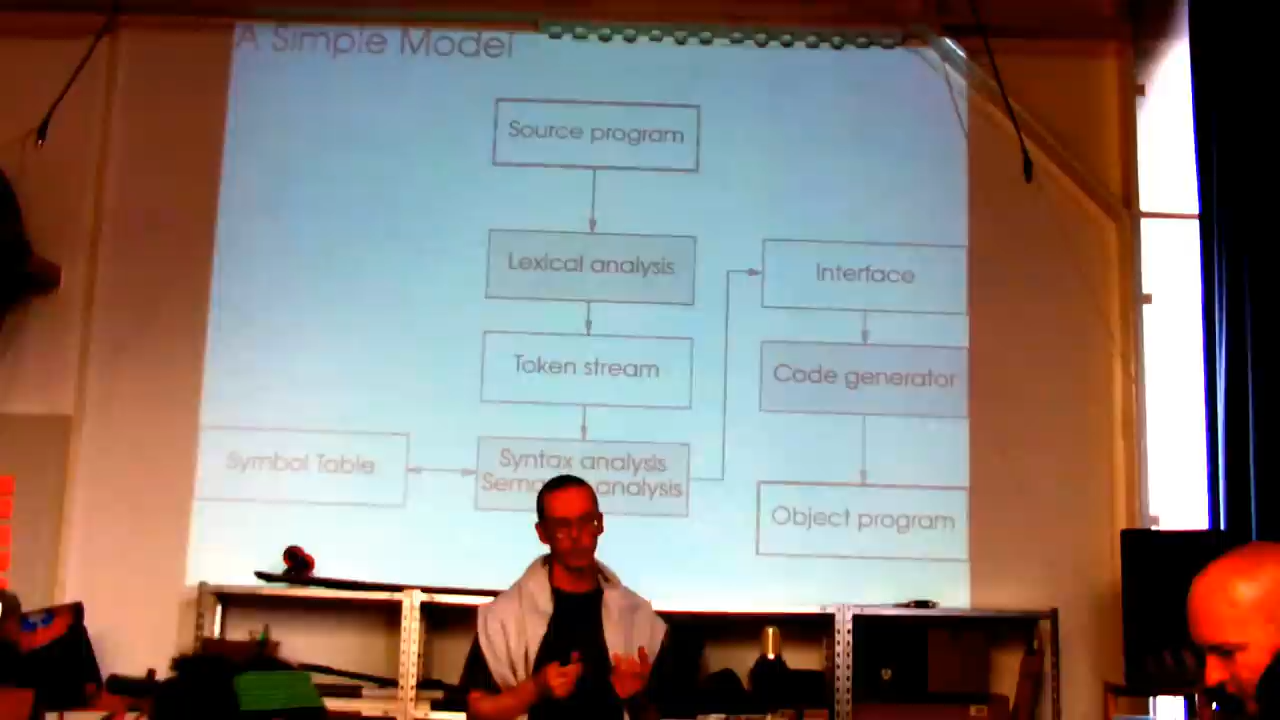 A Simple Model
Source program
Lexical analysis
Token stream
Syntax analysis
analysis
Symbol Table
Interface
Code generator
Object program